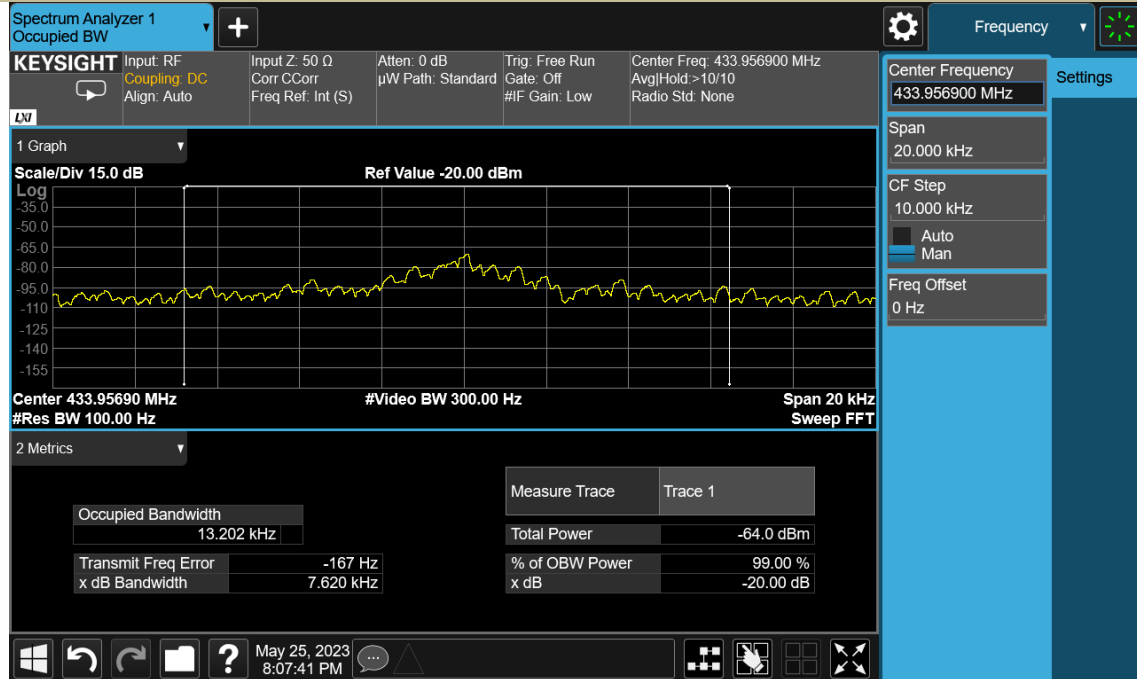 Spectrum Analyzer 1
Occupied BW
Frequency
KEYSIGHT
Input: RF
Coupling: DC
Align: Auto
Input Z: 50 Ω
Corr CCorr
Freq Ref: Int (S)
Atten: 0 dB
µW Path: Standard
Trig: Free Run
Gate: Off
#IF Gain: Low
Center Freq: 433.956900 MHz
Avg|Hold:>10/10
Radio Std: None
LXI
Center Frequency
433.956900 MHz
Settings
Span
20.000 kHz
CF Step
10.000 kHz
Auto
Man
Freq Offset
0 Hz
1 Graph
Scale/Div 15.0 dB
Ref Value -20.00 dBm
Log
-35.0
-50.0
-65.0
-80.0
-95.0
-110
-125
-140
-155
Center 433.95690 MHz
#Video BW 300.00 Hz
Span 20 kHz
#Res BW 100.00 Hz
Sweep FFT
2 Metrics
Measure Trace
Trace 1
Occupied Bandwidth
13.202 kHz
Total Power
-64.0 dBm
Transmit Freq Error
-167 Hz
% of OBW Power
99.00 %
x dB Bandwidth
7.620 kHz
x dB
-20.00 dB
?
May 25, 2023
8:07:41 PM